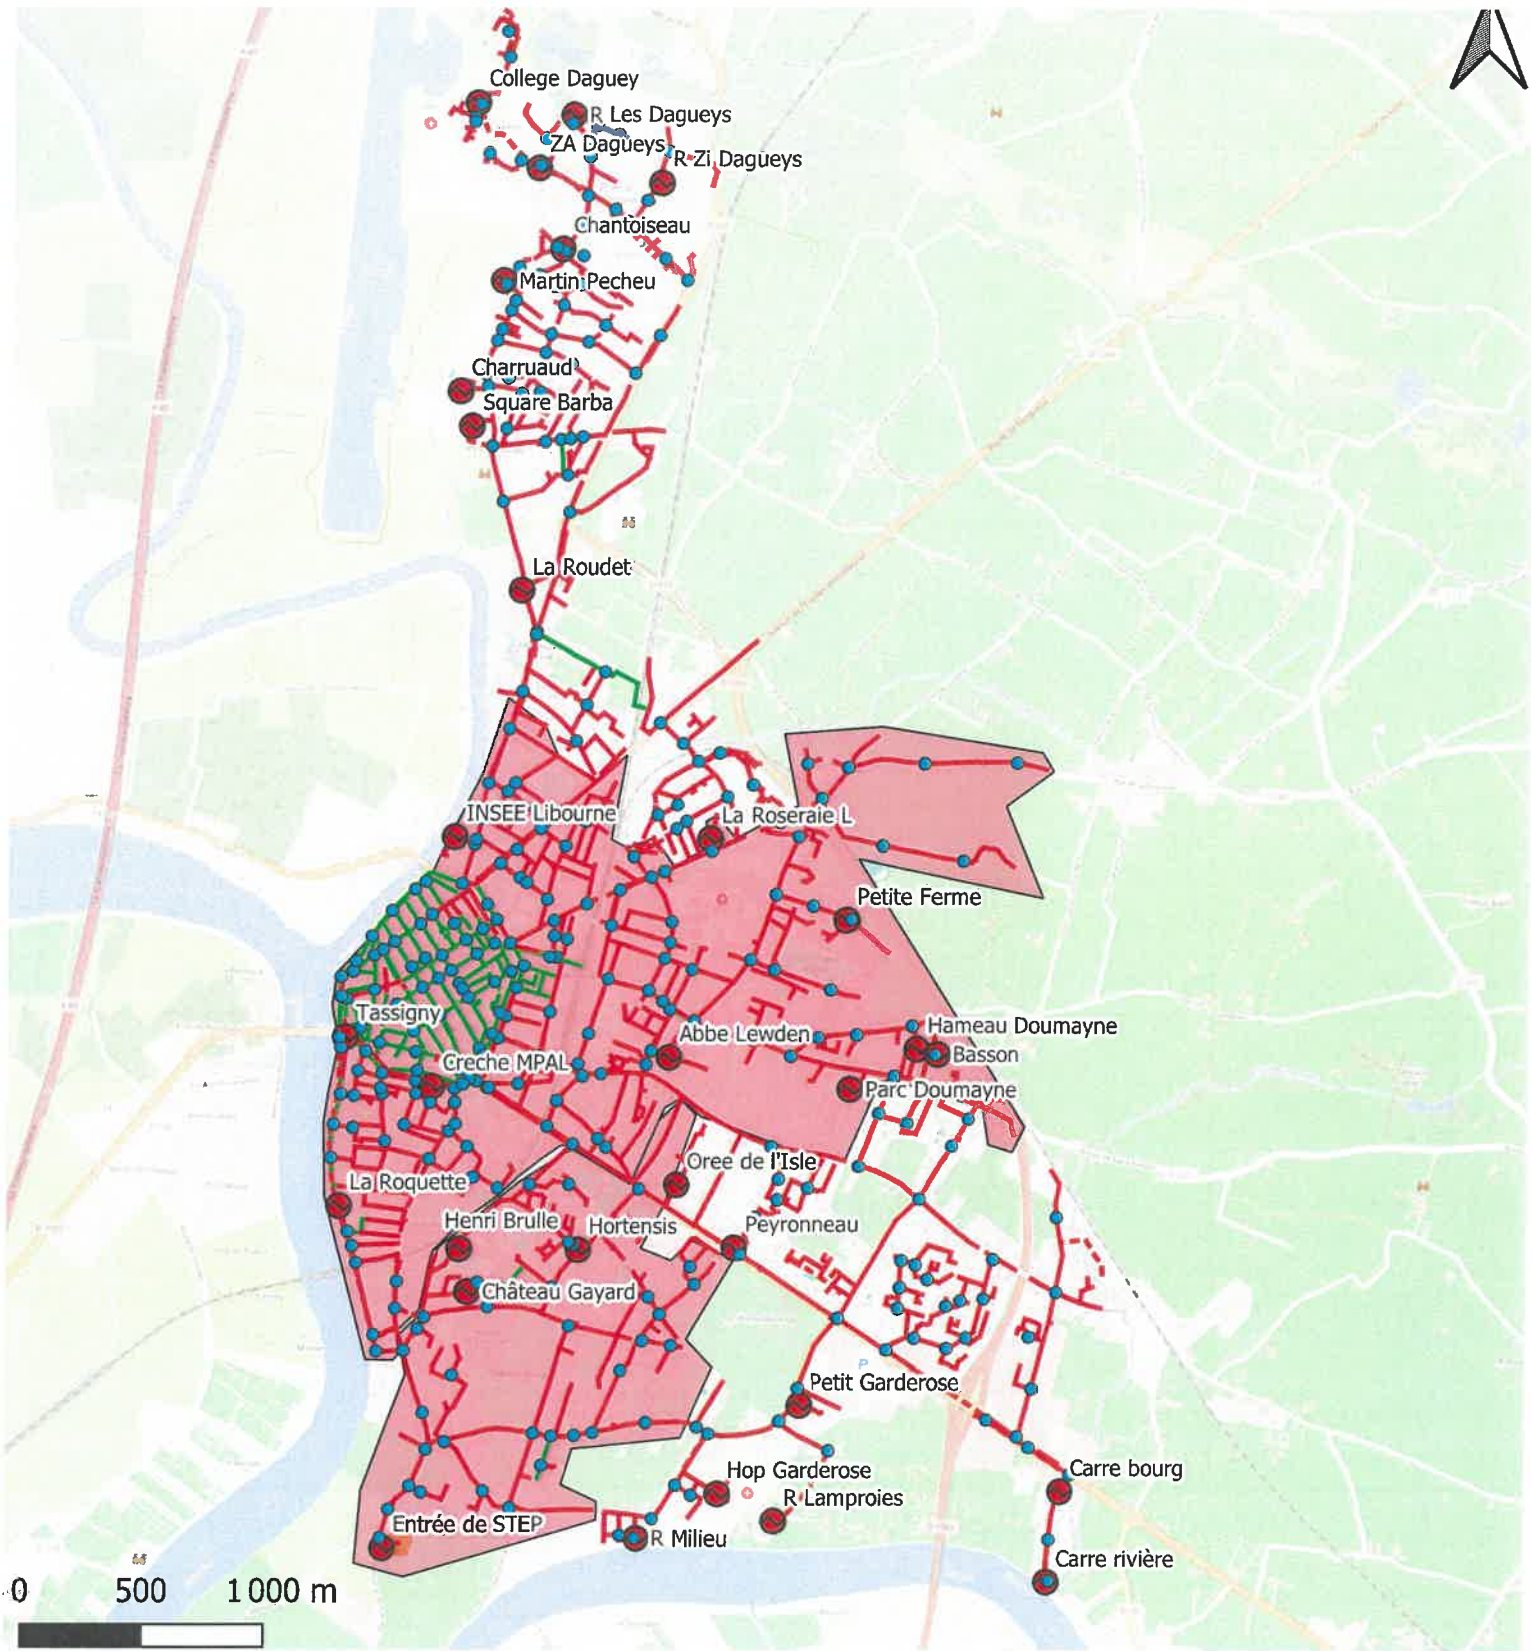 College Daguey
R Les Dagueys
ZA Dagueys
R Zi Dagueys
Chantoiseau
Martin Pecheu
Charruaud
Square Barba
La Roudet
INSEE Libourne
La Roseraie L
Petite Ferme
Tassigny
Abbe Lewden
Hameau Doumayne
Basson
Creche MPAL
Parc Doumayne
Oree de l'Isle
La Roquette
Henri Brulle
Hortensis
Peyronneau
Château Gayard
P
Petit Garderose
Hop Garderose
Carre bourg
R Lamproies
Entrée de STEP
R Milieu
Carre rivière
0 500 1 000 m